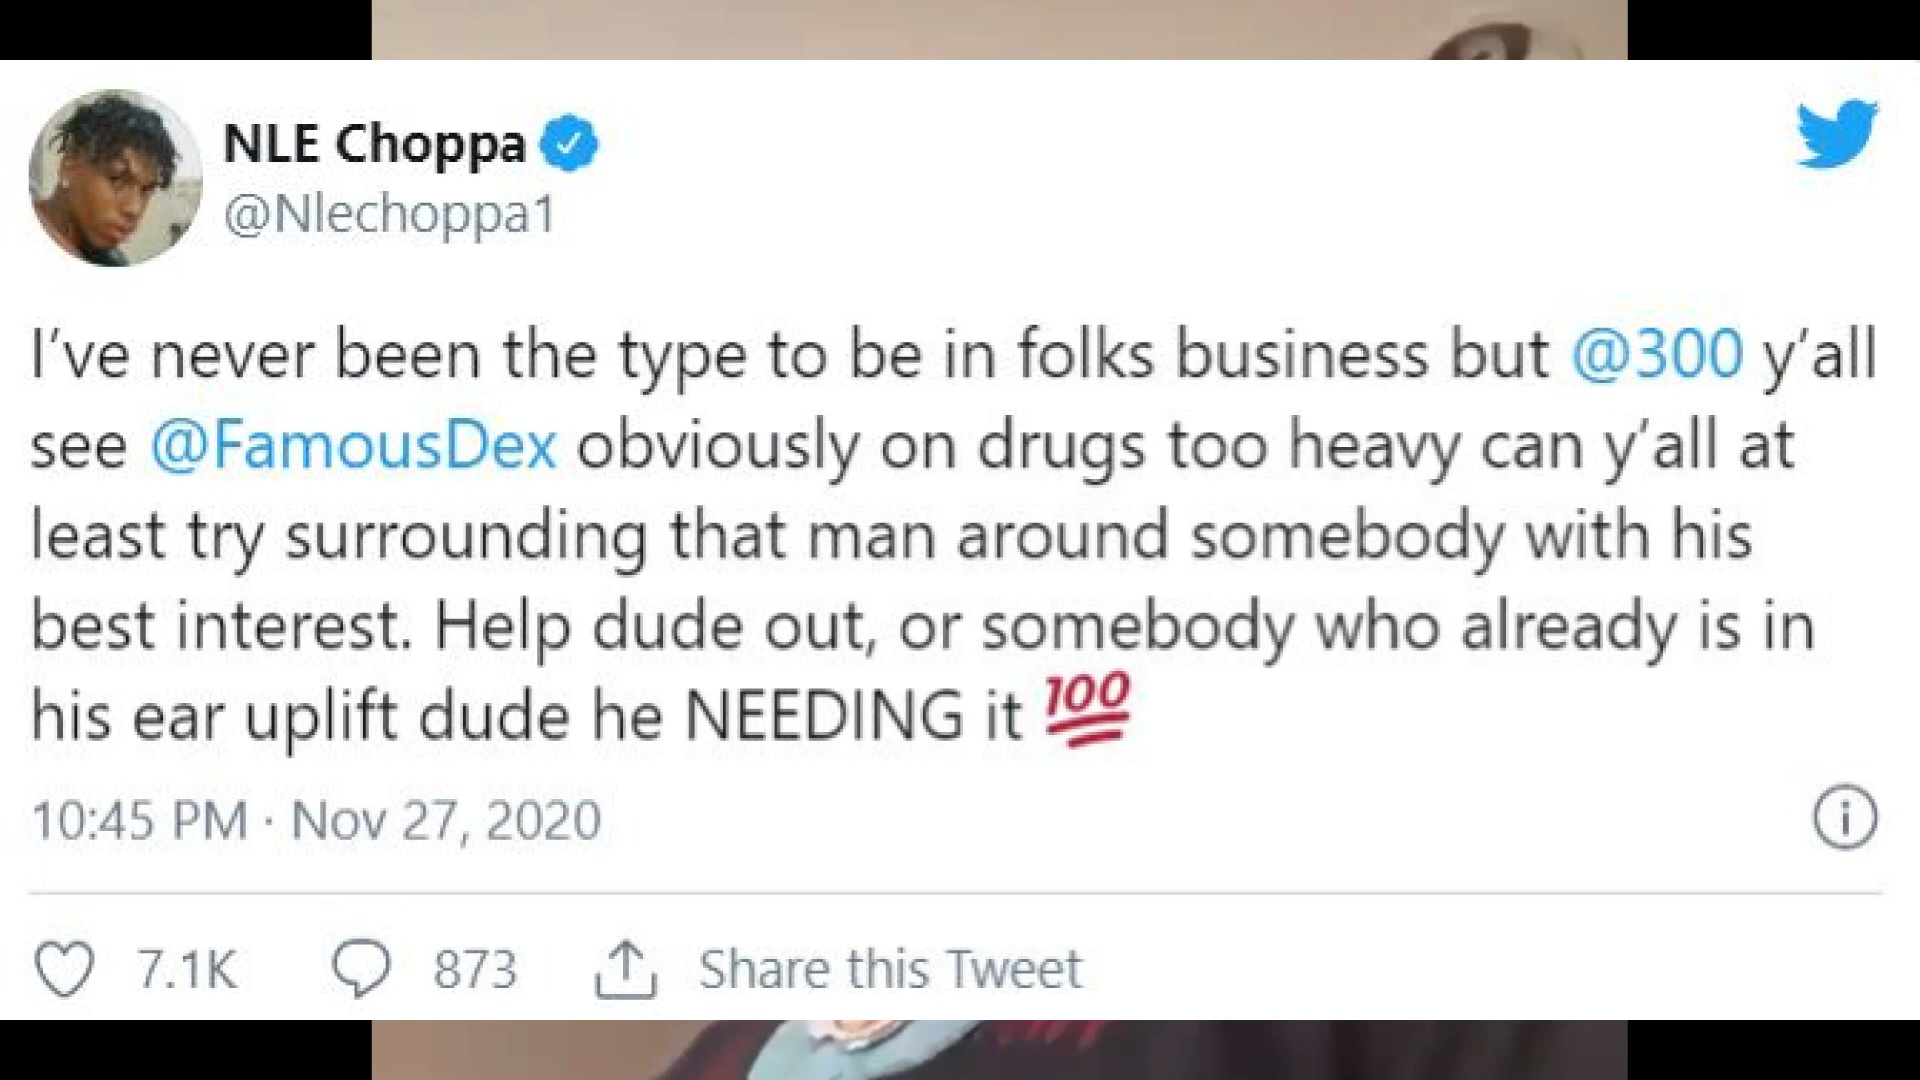 NLE Choppa
@Nlechoppa1
I've never been the type to be in folks business but @300 y'all
see @FamousDex obviously on drugs too heavy can y'all at
least try surrounding that man around somebody with his
best interest. Help dude out, or somebody who already is in
his ear uplift dude he NEEDING it 💯
10:45 PM · Nov 27, 2020
7.1K 873 Share this Tweet